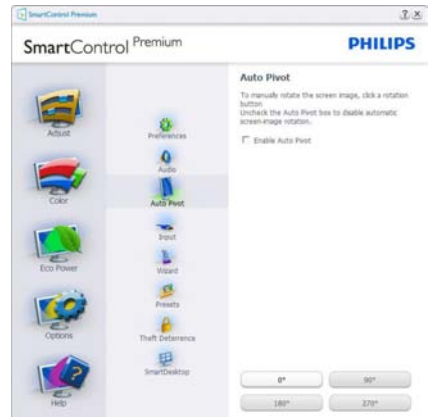 SmartControl Premium
SmartControl Premium
PHILIPS
Adjust
Color
Eco Power
Options
Help
Preferences
Audio
Auto Pivot
Input
Wizard
Presets
Theft Deterrence
SmartDesktop
Auto Pivot
To manually rotate the screen image, click a rotation
button
Uncheck the Auto Pivot box to disable automatic
screen-image rotation.
Enable Auto Pivot
0°
90°
180°
270°